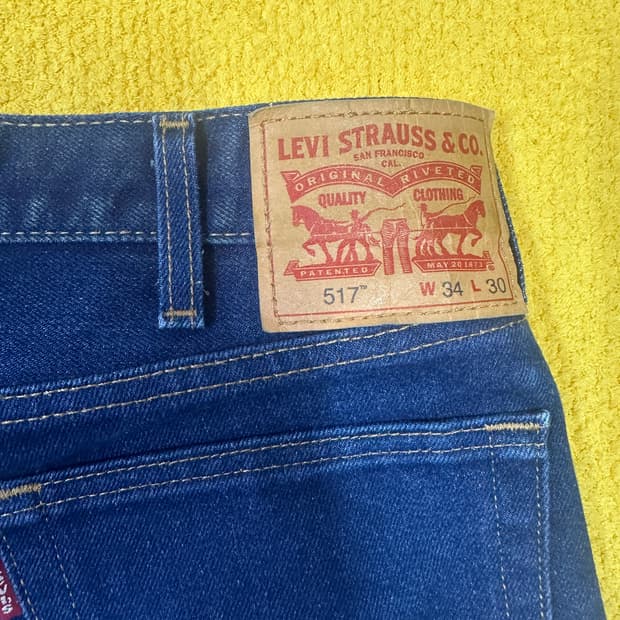 LEVI STRAUSS & CO.
SAN FRANCISCO
CAL.
ORIGINAL RIVETED
QUALITY CLOTHING
PATENTED MAY 20 1873
517™ W 34 L 30